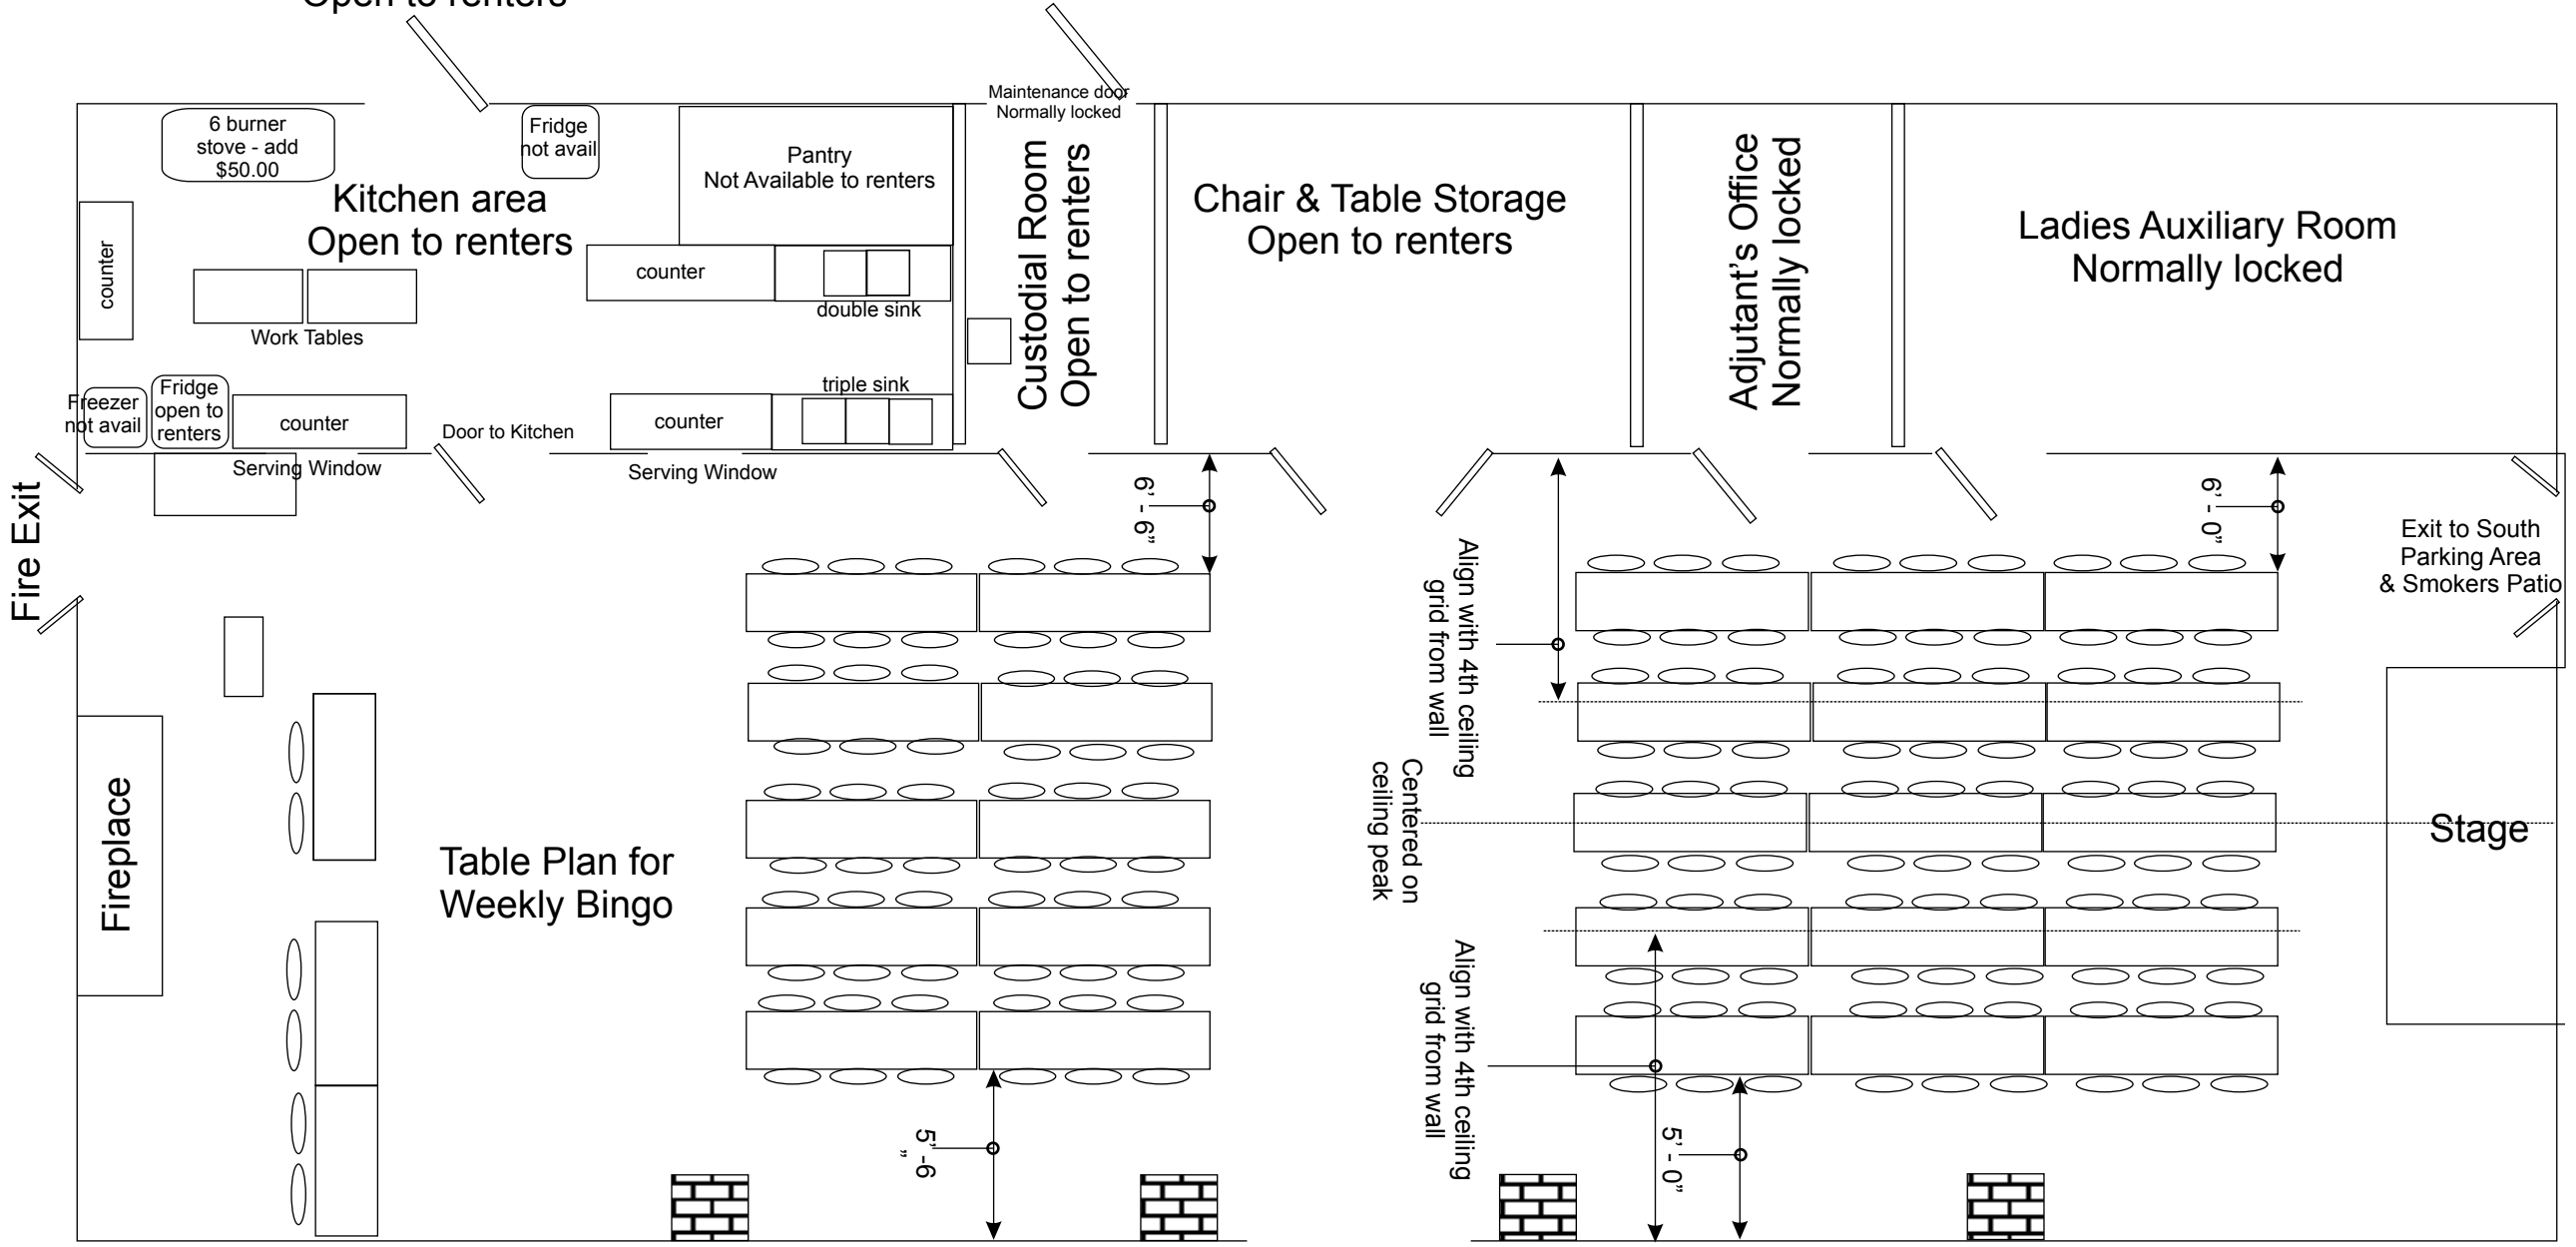 Open to renters
Maintenance door
Normally locked
6 burner
stove - add
$50.00
Fridge
not avail
Pantry
Not Available to renters
Kitchen area
Open to renters
Custodial Room
Open to renters
Chair & Table Storage
Open to renters
Adjutant's Office
Normally locked
Ladies Auxiliary Room
Normally locked
counter
counter
double sink
Work Tables
triple sink
Freezer
not avail
Fridge
open to
renters
counter
Door to Kitchen
counter
Serving Window
Serving Window
Fire Exit
6' - 6”
6' - 0”
Exit to South
Parking Area
& Smokers Patio
Align with 4th ceiling
grid from wall
Centered on
ceiling peak
Fireplace
Table Plan for
Weekly Bingo
Stage
Align with 4th ceiling
grid from wall
5' -6
”
5' - 0”